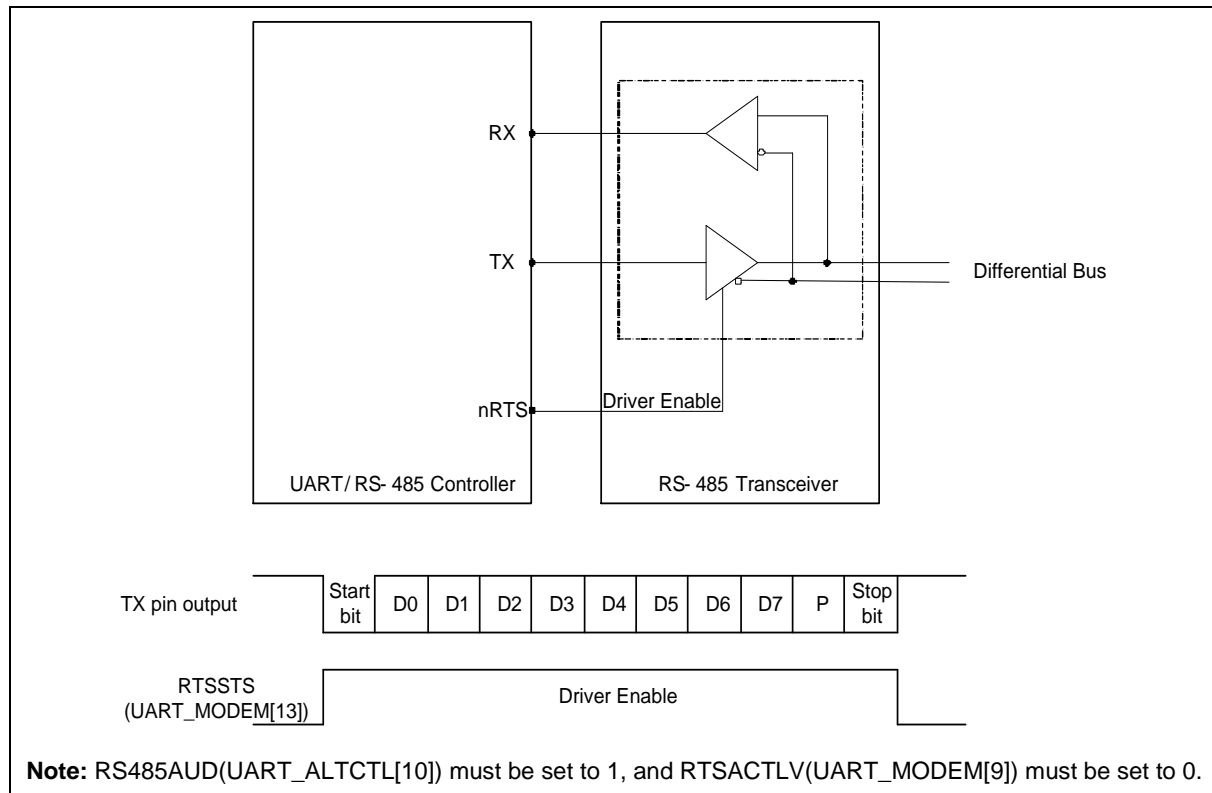 RX
TX
Differential Bus
nRTS
Driver Enable
UART/ RS- 485 Controller
RS- 485 Transceiver
TX pin output
Start
bit
D0
D1
D2
D3
D4
D5
D6
D7
P
Stop
bit
RTSSTS
(UART_MODEM[13])
Driver Enable
Note: RS485AUD(UART_ALTCTL[10]) must be set to 1, and RTSACTLV(UART_MODEM[9]) must be set to 0.